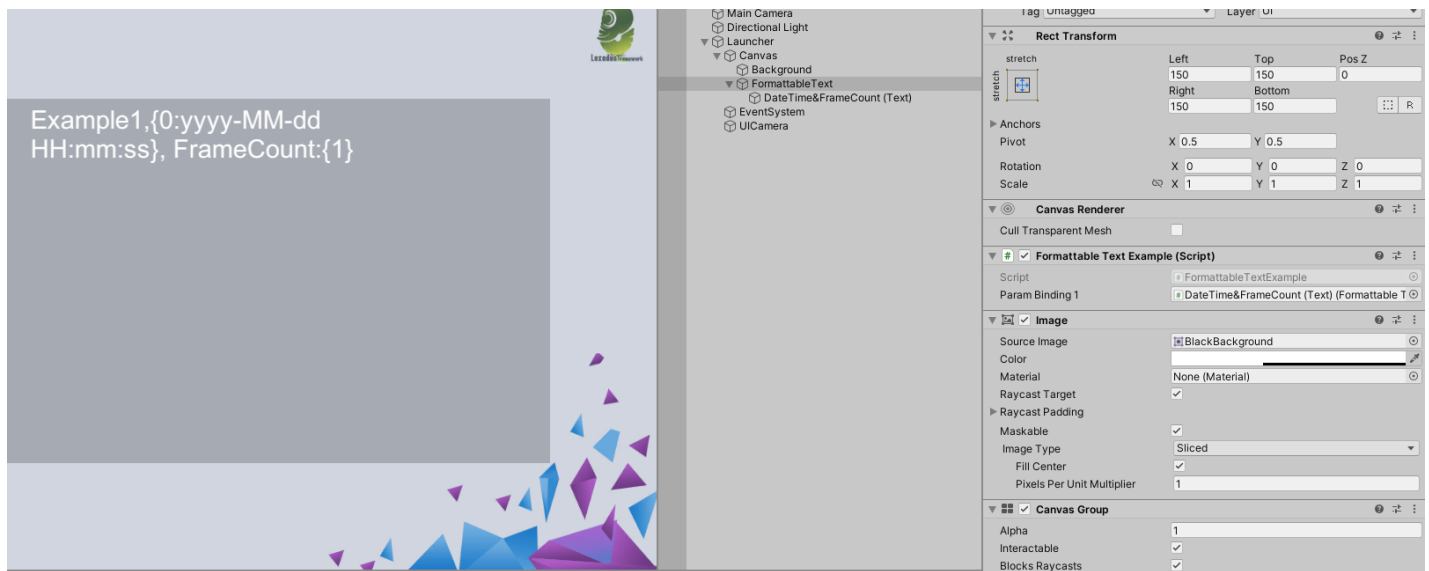 LoxodonFramework
Example1,{0:yyyy-MM-dd
HH:mm:ss}, FrameCount:{1}
Main Camera
Directional Light
Launcher
Canvas
Background
FormattableText
DateTime&FrameCount (Text)
EventSystem
UICamera
Tag Untagged Layer UI
Rect Transform
stretch
stretch
Left Top Pos Z
150 150 0
Right Bottom
150 150 R
Anchors
Pivot X 0.5 Y 0.5
Rotation X 0 Y 0 Z 0
Scale X 1 Y 1 Z 1
Canvas Renderer
Cull Transparent Mesh
# Formattable Text Example (Script)
Script # FormattableTextExample
Param Binding 1 # DateTime&FrameCount (Text) (Formattable T
Image
Source Image BlackBackground
Color
Material None (Material)
Raycast Target
Raycast Padding
Maskable
Image Type Sliced
Fill Center
Pixels Per Unit Multiplier 1
Canvas Group
Alpha 1
Interactable
Blocks Raycasts